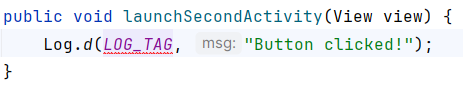 public void launchSecondActivity(View view) {
    Log.d(LOG_TAG, msg: "Button clicked!");
}